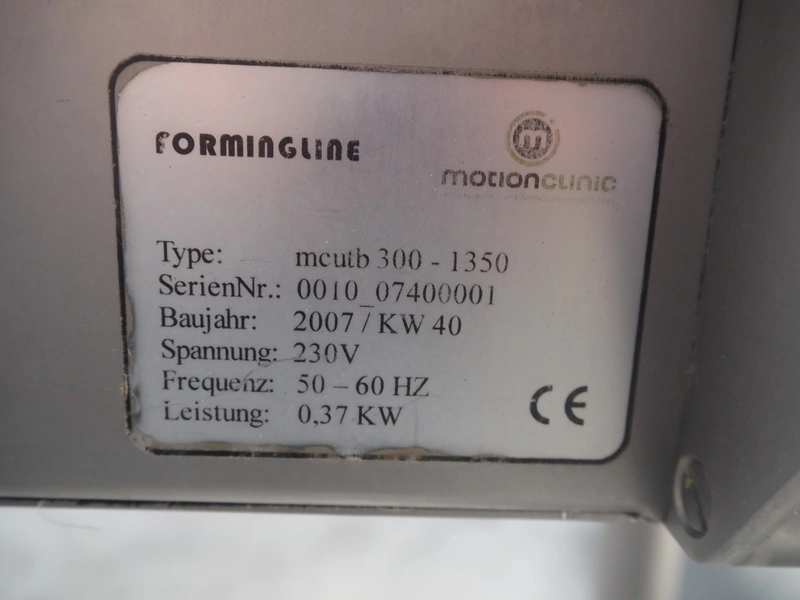 FORMINGLINE
m
motionclinic
Type: mcutb 300 - 1350
SerienNr.: 0010_07400001
Baujahr: 2007 / KW 40
Spannung: 230V
Frequenz: 50 – 60 HZ
Leistung: 0,37 KW
CE